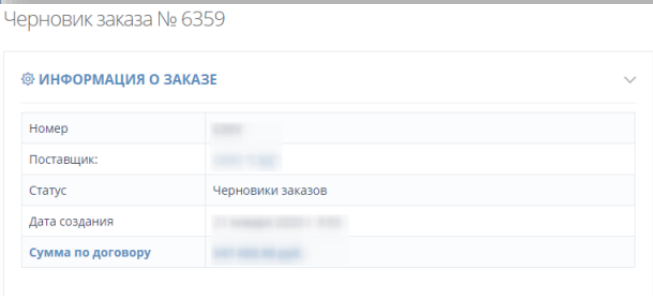 Черновик заказа № 6359
ИНФОРМАЦИЯ О ЗАКАЗЕ
Номер
Поставщик:
Статус Черновики заказов
Дата создания
Сумма по договору